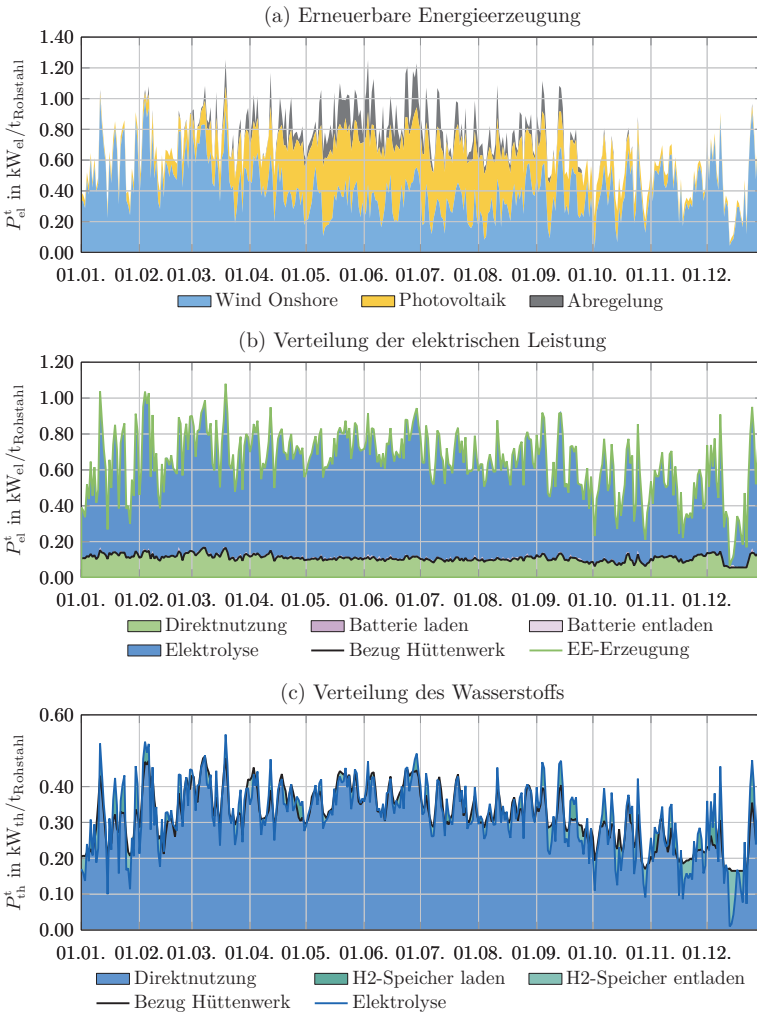 (a) Erneuerbare Energieerzeugung
P^t_el in kW_el/t_Rohstahl
1.40
1.20
1.00
0.80
0.60
0.40
0.20
0.00
01.01. 01.02. 01.03. 01.04. 01.05. 01.06. 01.07. 01.08. 01.09. 01.10. 01.11. 01.12.
Wind Onshore Photovoltaik Abregelung
(b) Verteilung der elektrischen Leistung
P^t_el in kW_el/t_Rohstahl
1.20
1.00
0.80
0.60
0.40
0.20
0.00
01.01. 01.02. 01.03. 01.04. 01.05. 01.06. 01.07. 01.08. 01.09. 01.10. 01.11. 01.12.
Direktnutzung Batterie laden Batterie entladen
Elektrolyse Bezug Hüttenwerk EE-Erzeugung
(c) Verteilung des Wasserstoffs
P^t_th in kW_th/t_Rohstahl
0.60
0.40
0.30
0.20
0.00
01.01. 01.02. 01.03. 01.04. 01.05. 01.06. 01.07. 01.08. 01.09. 01.10. 01.11. 01.12.
Direktnutzung H2-Speicher laden H2-Speicher entladen
Bezug Hüttenwerk Elektrolyse